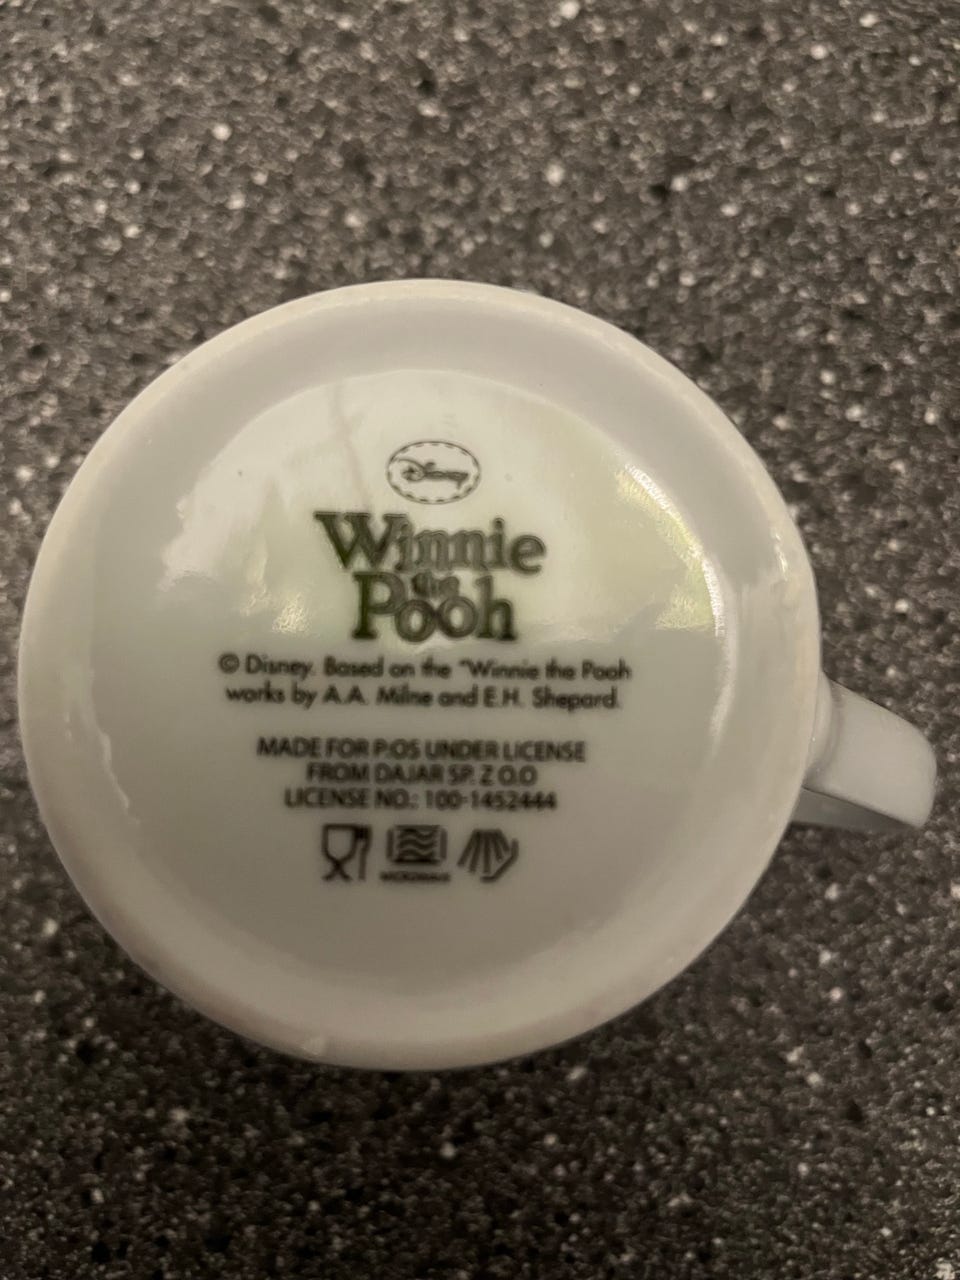 Disney
Winnie
the
Pooh
© Disney. Based on the "Winnie the Pooh
works by A.A. Milne and E.H. Shepard.
MADE FOR P:OS UNDER LICENSE
FROM DAJAR SP. Z O.O
LICENSE NO.: 100-1452444
MICROWAVE